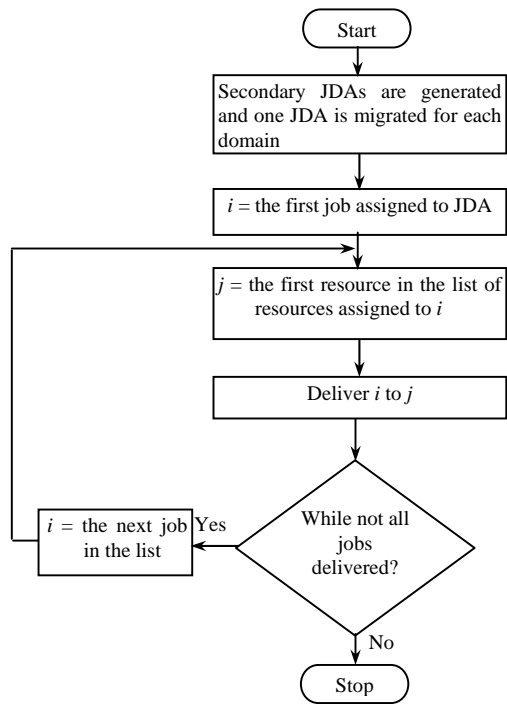 Start
Secondary JDAs are generated
and one JDA is migrated for each
domain
i = the first job assigned to JDA
j = the first resource in the list of
resources assigned to i
Deliver i to j
While not all
jobs
delivered?
Yes
i = the next job
in the list
No
Stop